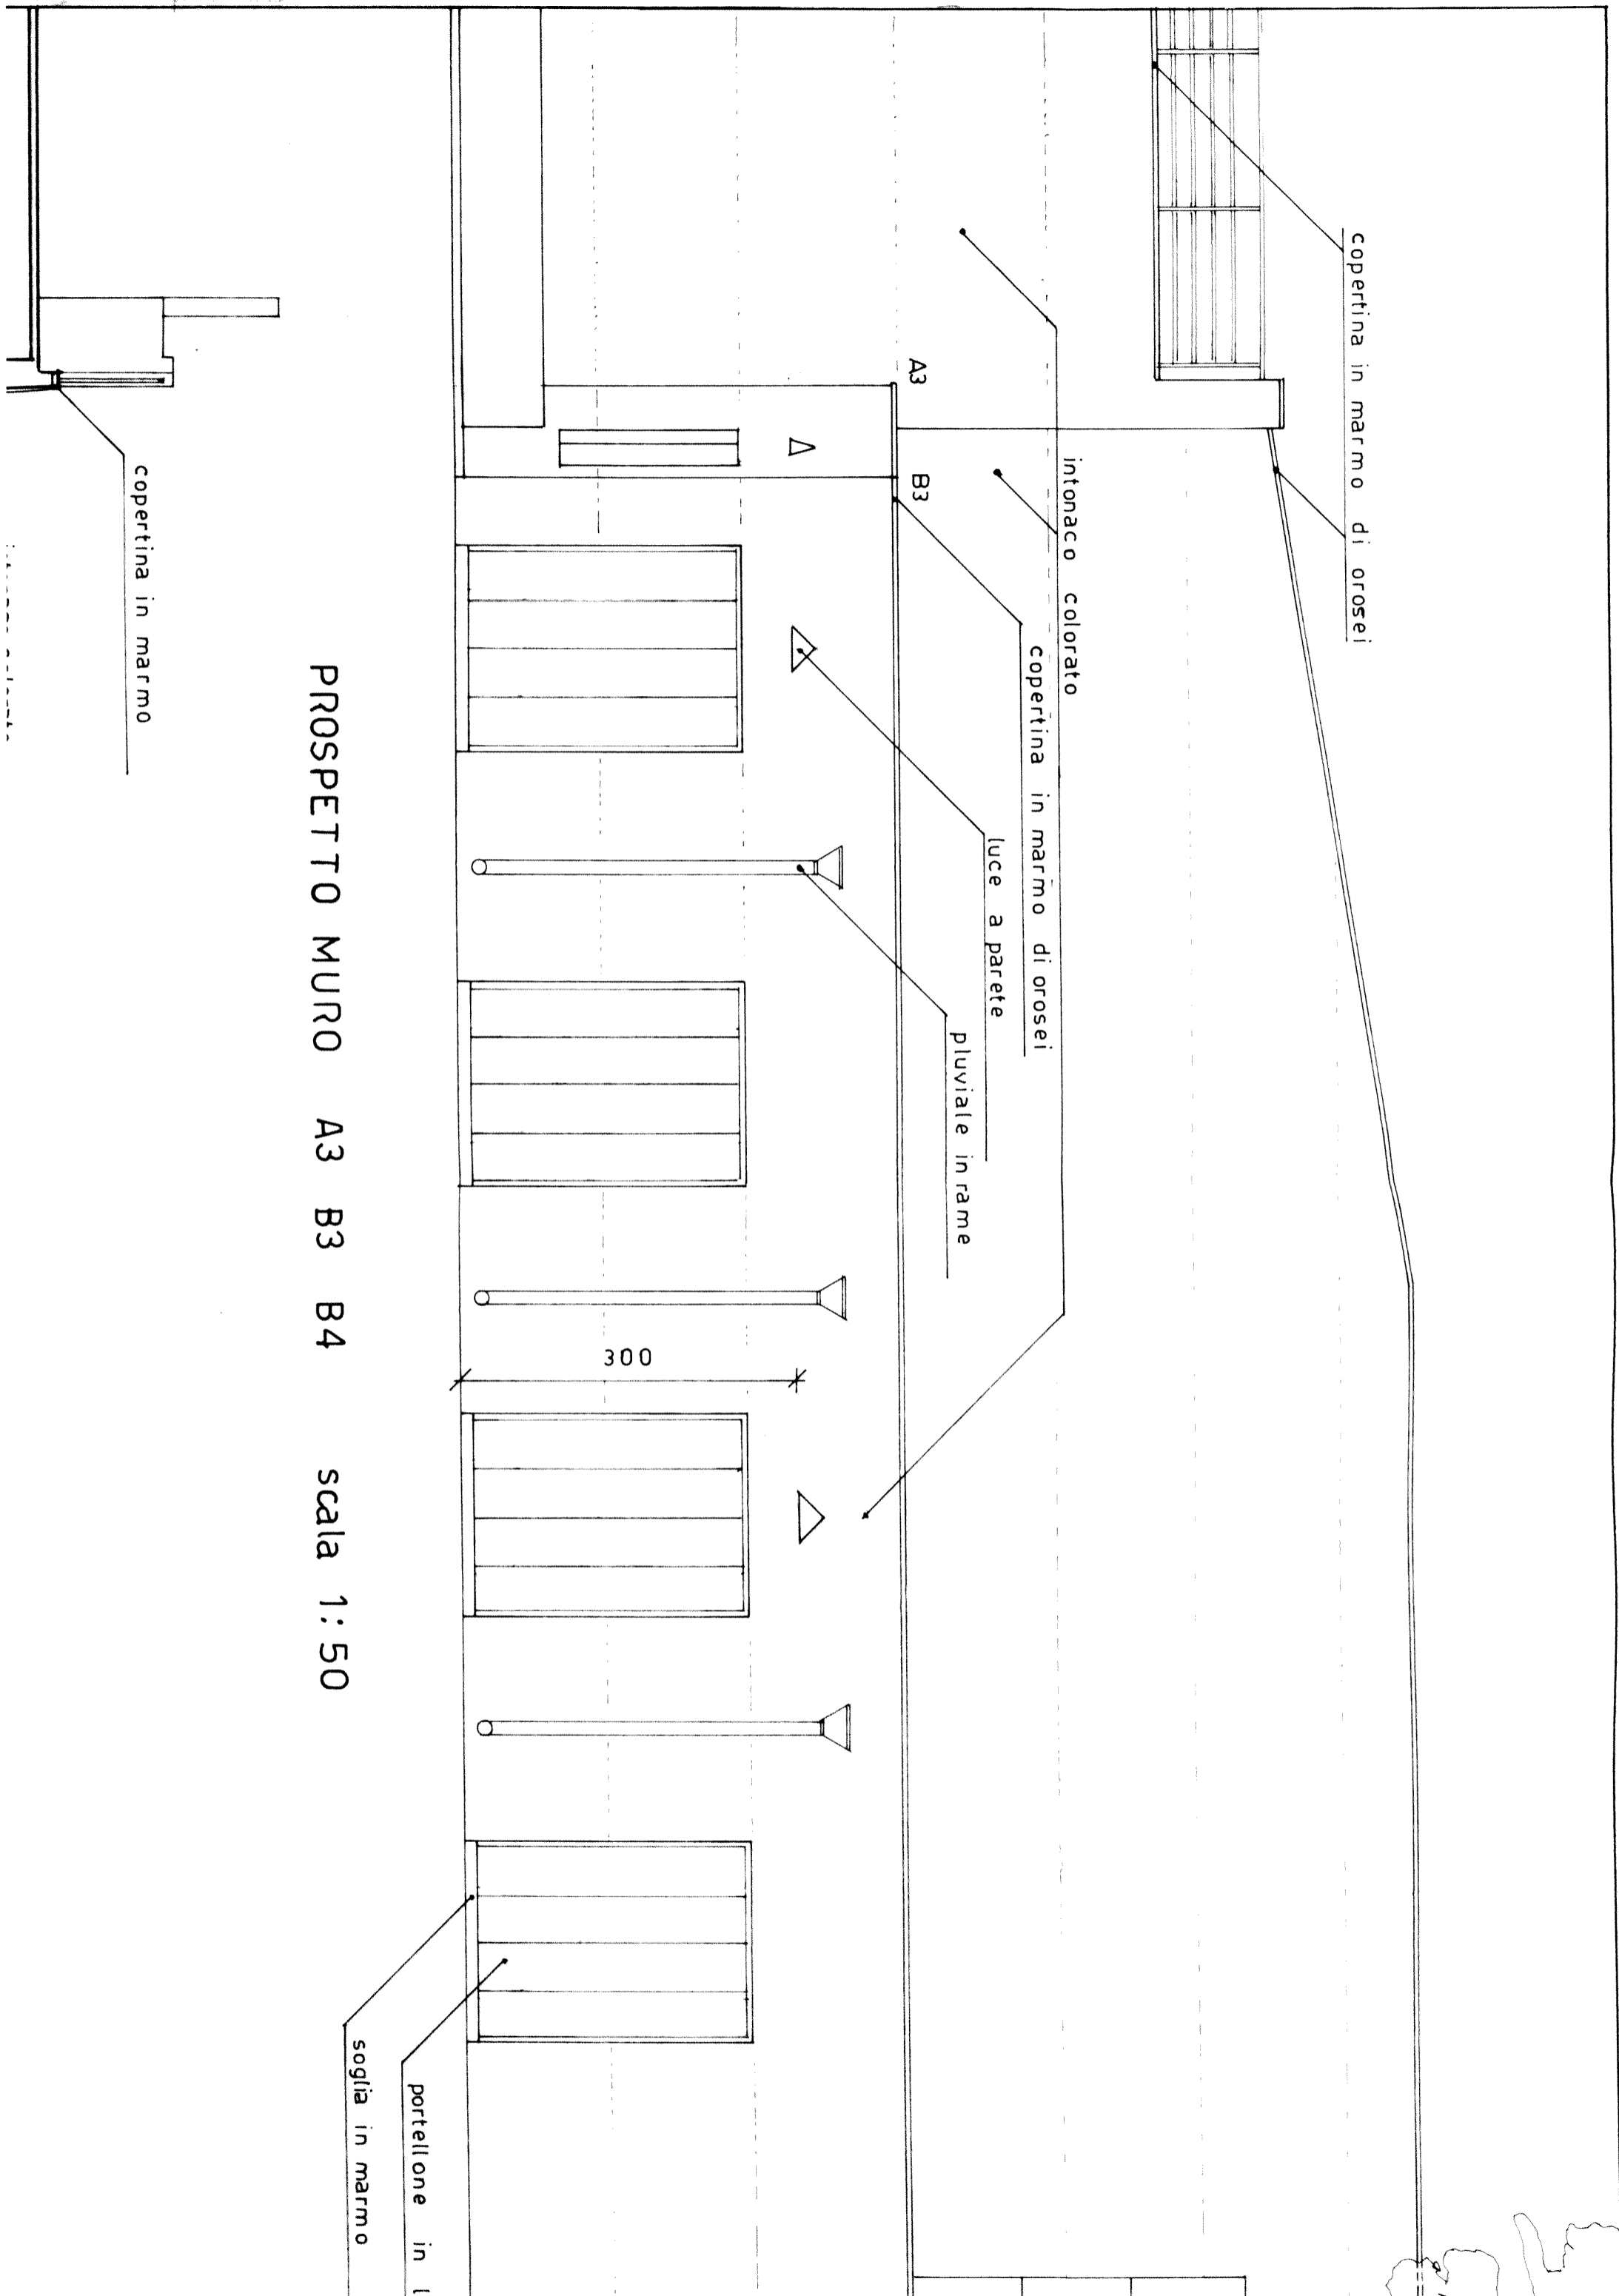 copertina in marmo di orosei
A3
B3
intonaco colorato
copertina in marmo di orosei
luce a parete
pluviale in rame
300
portellone in
soglia in marmo
PROSPETTO MURO A3 B3 B4 scala 1:50
copertina in marmo